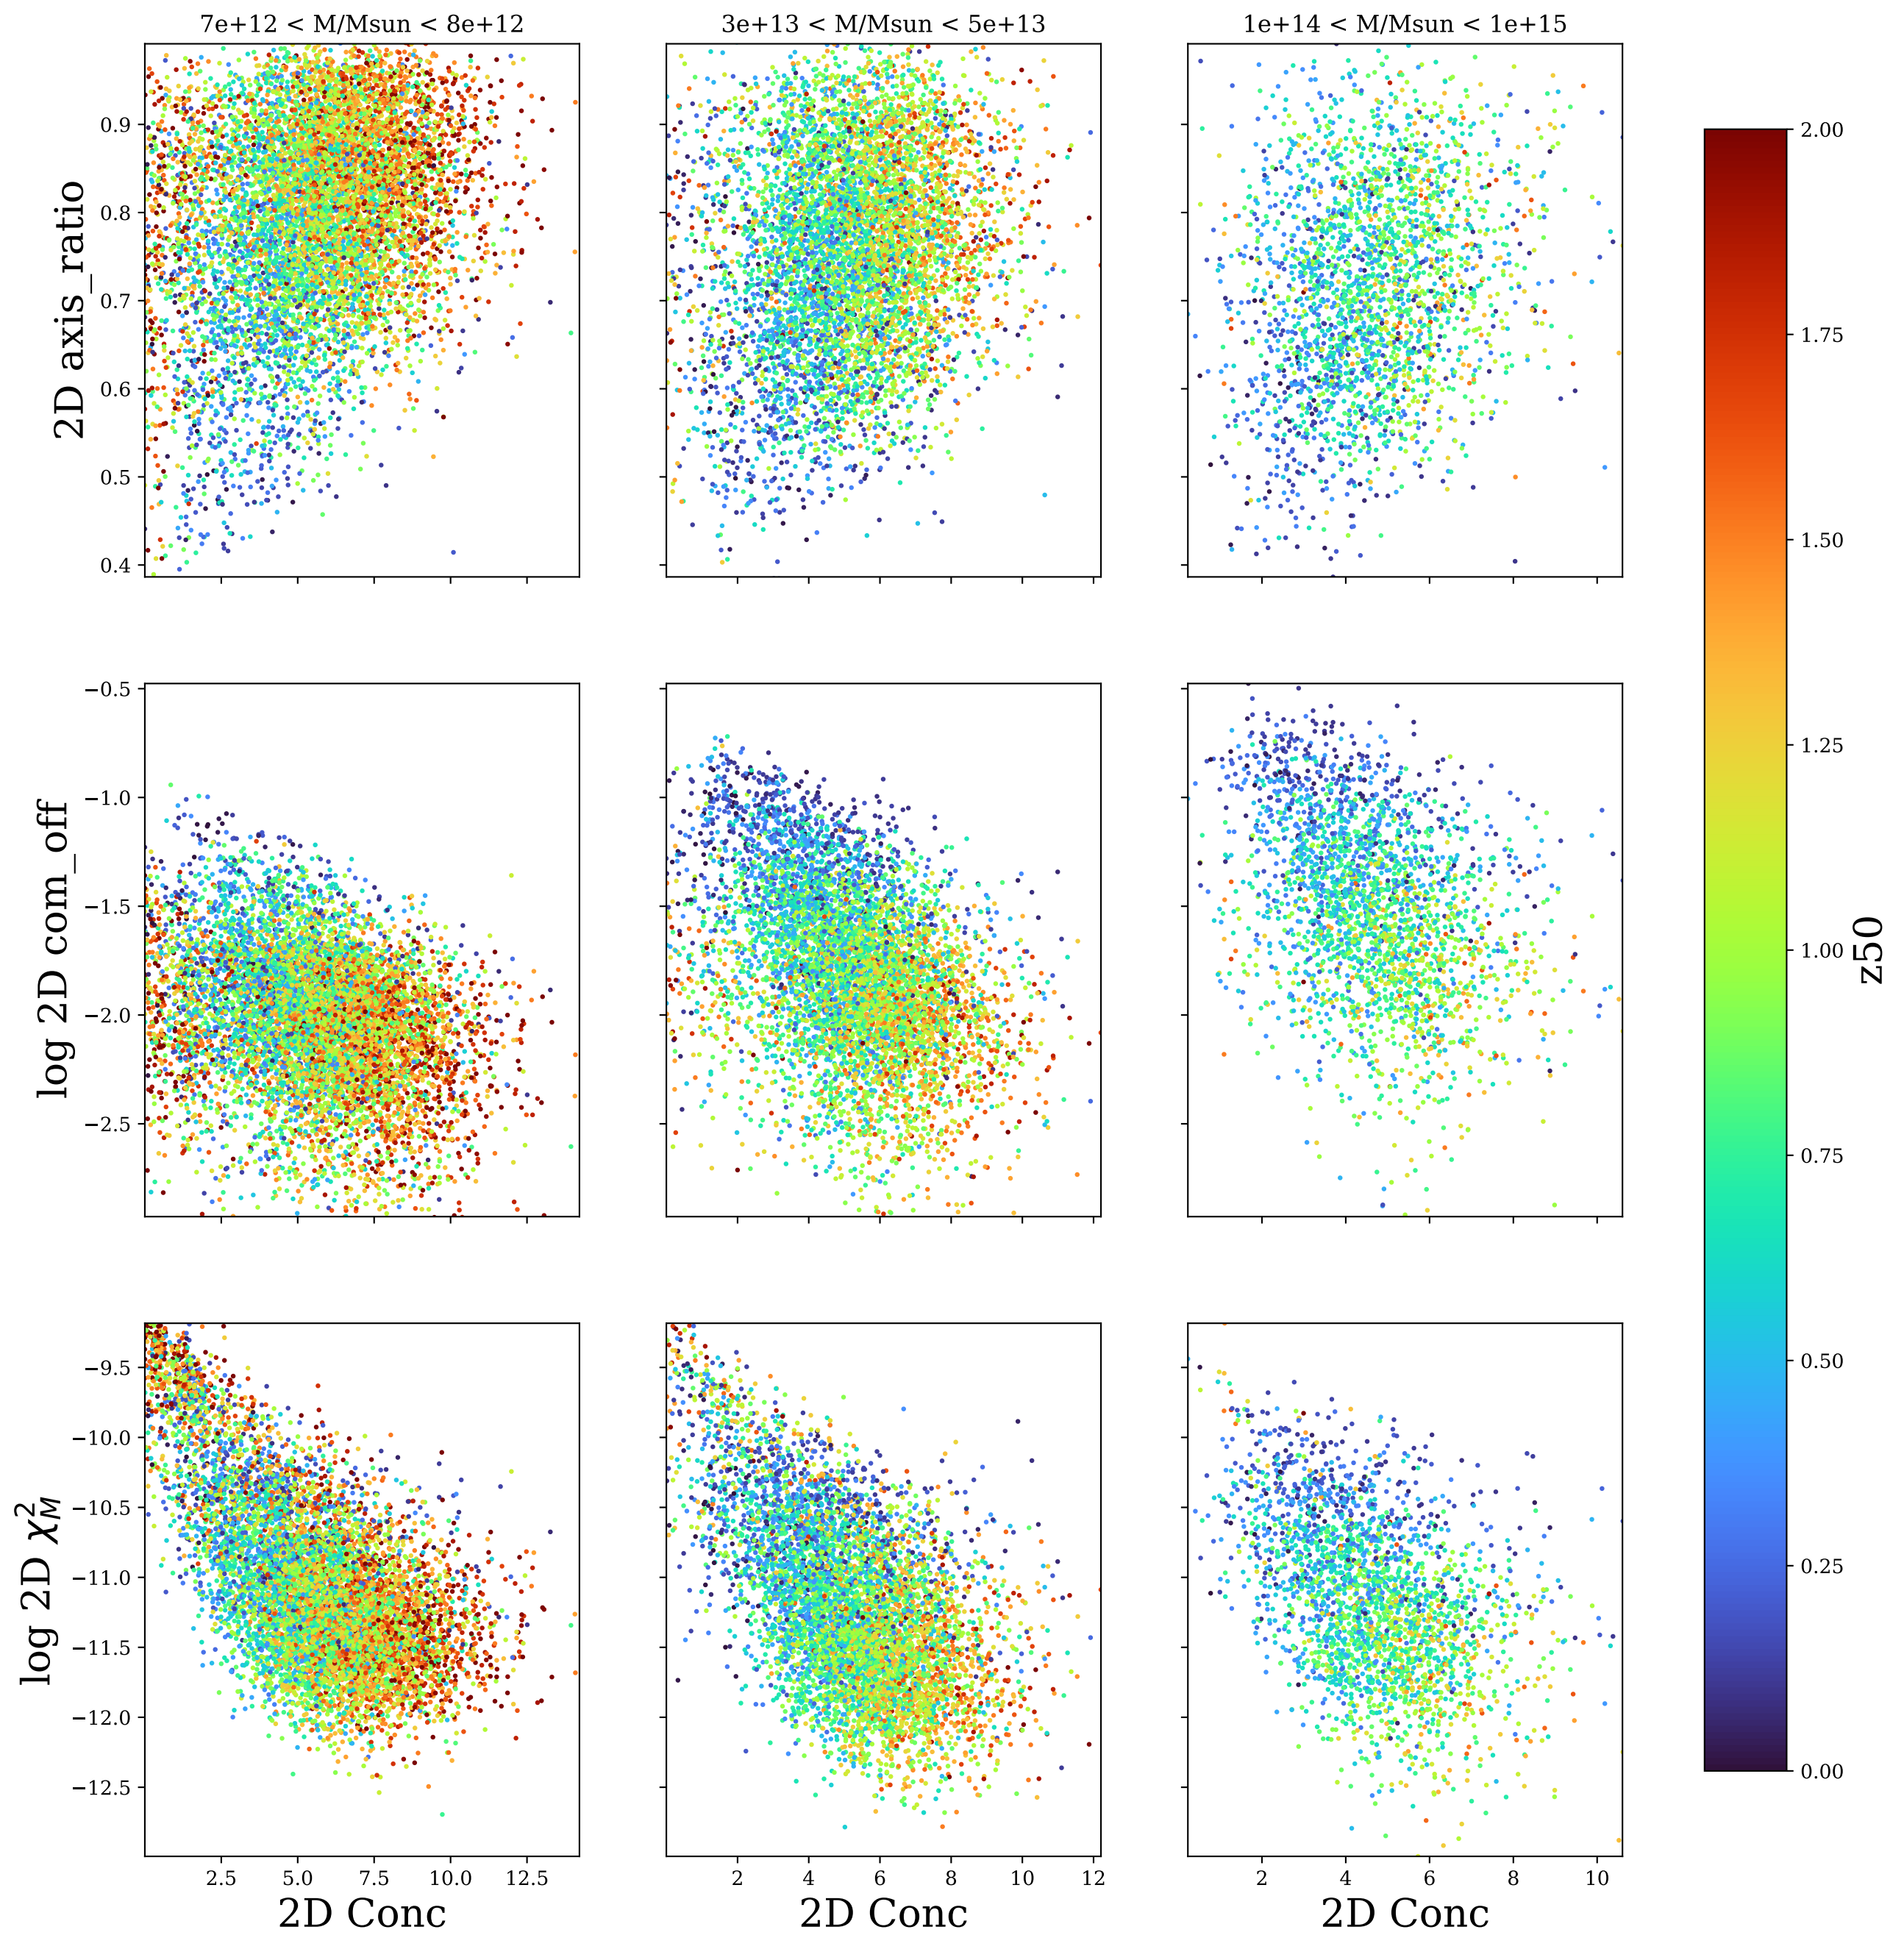 7e+12 < M/Msun < 8e+12
3e+13 < M/Msun < 5e+13
1e+14 < M/Msun < 1e+15
2D axis_ratio
0.9
0.8
0.7
0.6
0.5
0.4
log 2D com_off
−0.5
−1.0
−1.5
−2.0
−2.5
log 2D χ²_M
−9.5
−10.0
−10.5
−11.0
−11.5
−12.0
−12.5
2.5 5.0 7.5 10.0 12.5
2 4 6 8 10 12
2 4 6 8 10
2D Conc
2D Conc
2D Conc
2.00
1.75
1.50
1.25
1.00
0.75
0.50
0.25
0.00
z50